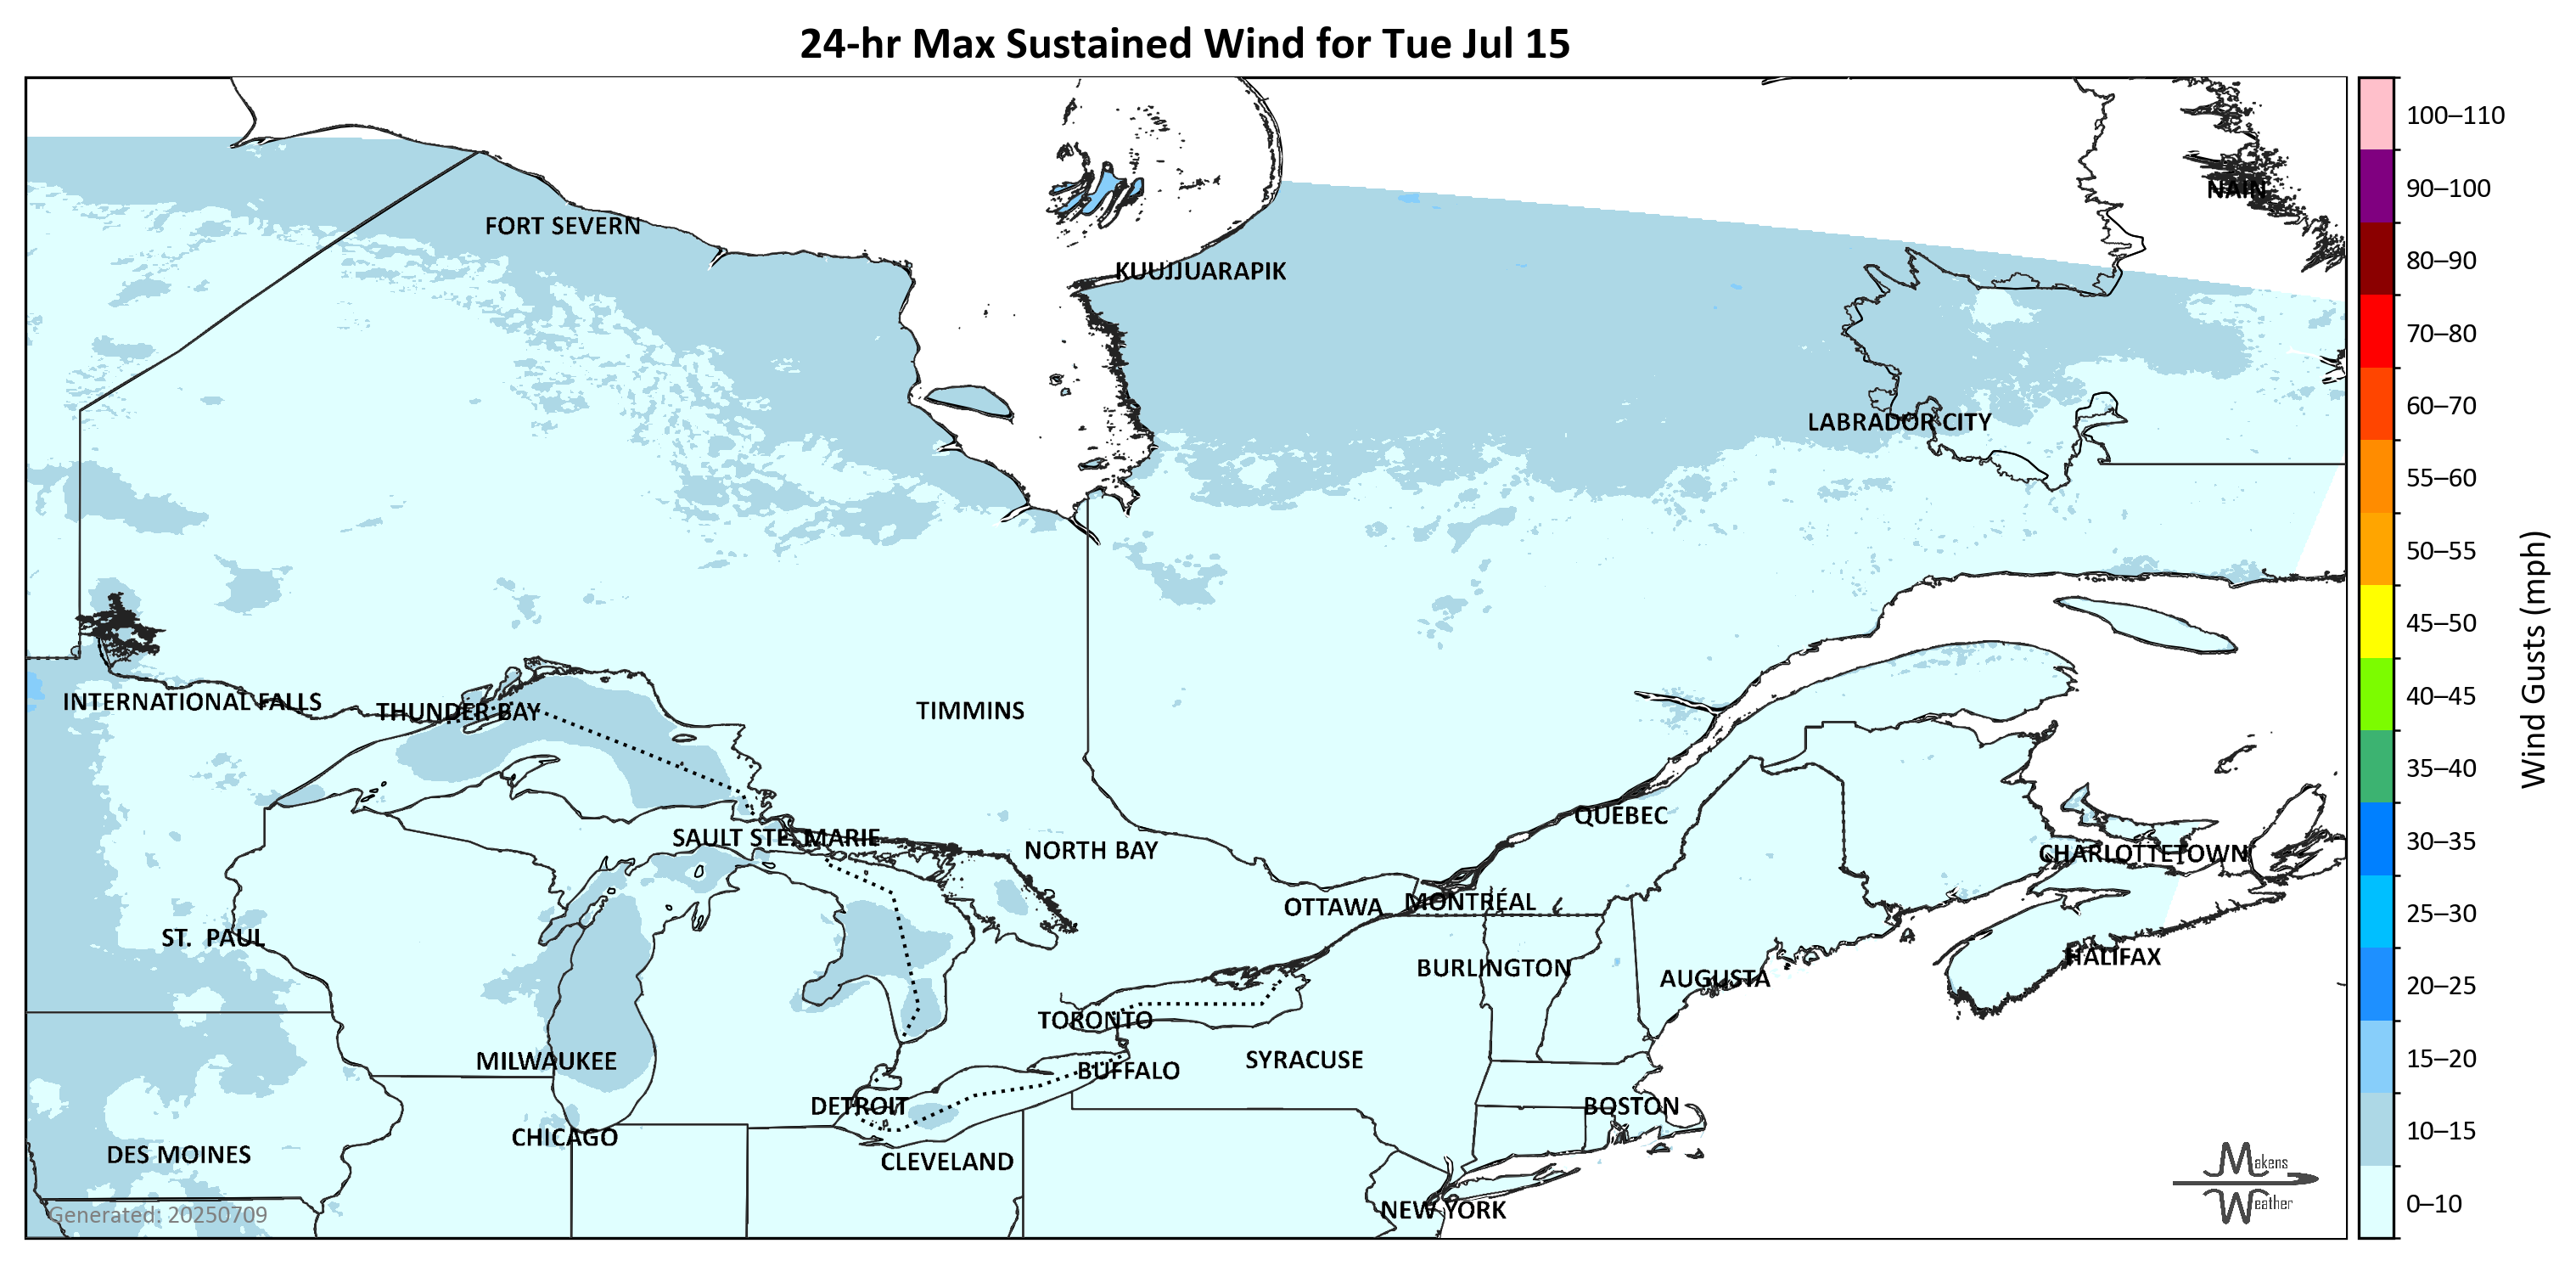 24-hr Max Sustained Wind for Tue Jul 15
100–110
90–100
NAIN
FORT SEVERN
80–90
KUUJJUARAPIK
70–80
60–70
LABRADOR CITY
55–60
50–55
45–50
Wind Gusts (mph)
40–45
INTERNATIONAL FALLS
THUNDER BAY
TIMMINS
35–40
QUEBEC
30–35
SAULT STE. MARIE
NORTH BAY
CHARLOTTETOWN
OTTAWA
MONTRÉAL
25–30
ST. PAUL
HALIFAX
BURLINGTON
AUGUSTA
20–25
TORONTO
MILWAUKEE
SYRACUSE
15–20
BUFFALO
DETROIT
BOSTON
CHICAGO
10–15
DES MOINES
CLEVELAND
Makens
Weather
0–10
NEW YORK
Generated: 20250709